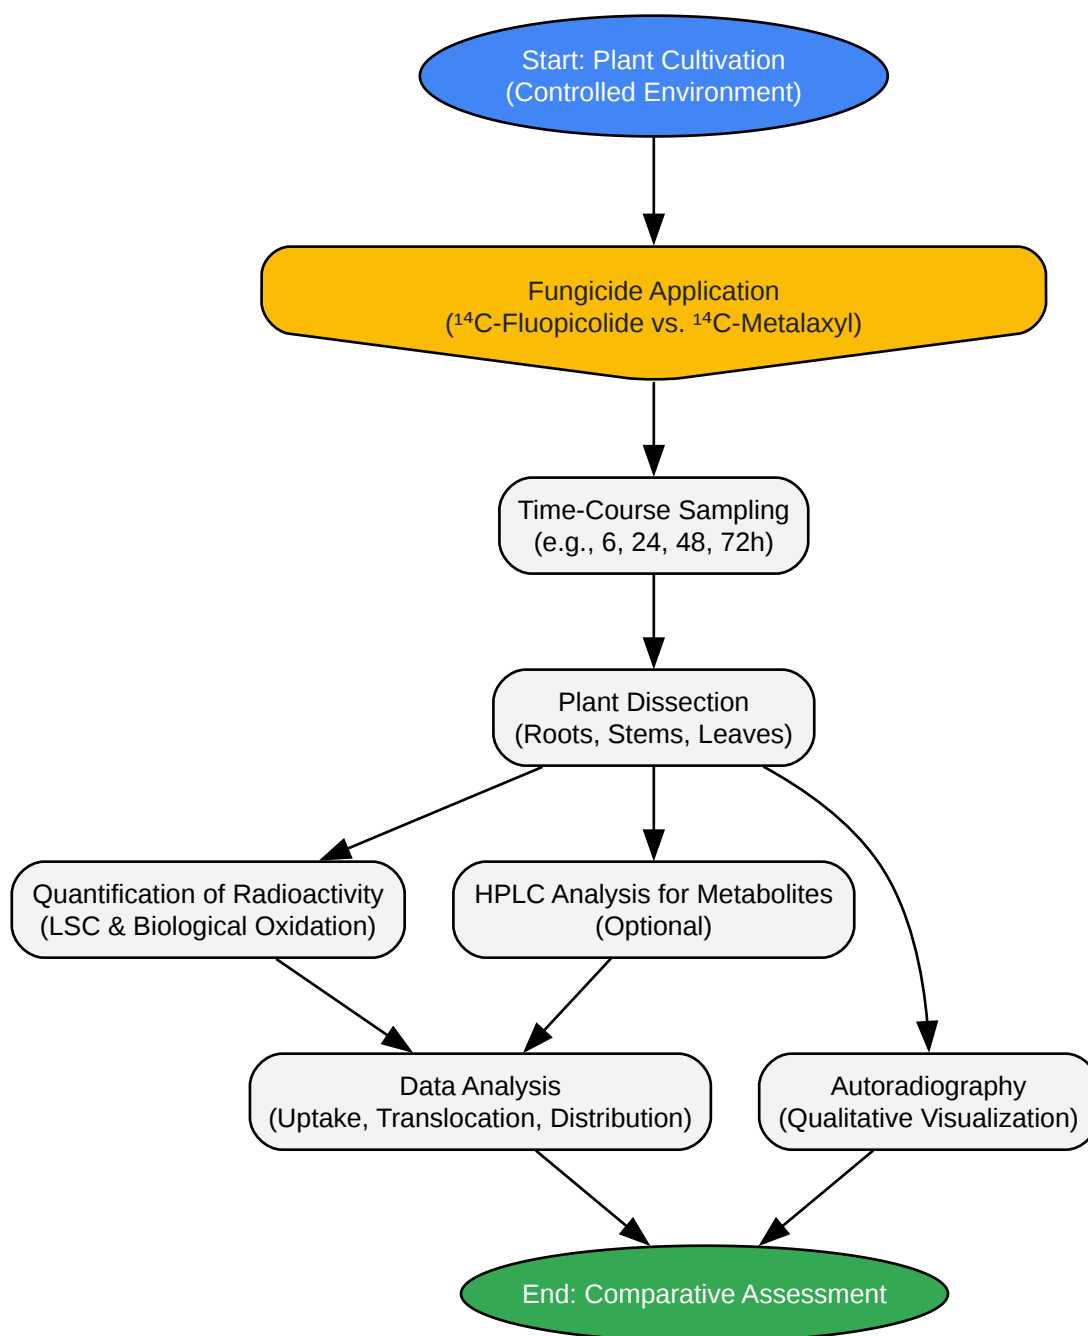 Start: Plant Cultivation
(Controlled Environment)
Fungicide Application
(¹⁴C-Fluopicolide vs. ¹⁴C-Metalaxyl)
Time-Course Sampling
(e.g., 6, 24, 48, 72h)
Plant Dissection
(Roots, Stems, Leaves)
Quantification of Radioactivity
(LSC & Biological Oxidation)
HPLC Analysis for Metabolites
(Optional)
Data Analysis
(Uptake, Translocation, Distribution)
Autoradiography
(Qualitative Visualization)
End: Comparative Assessment